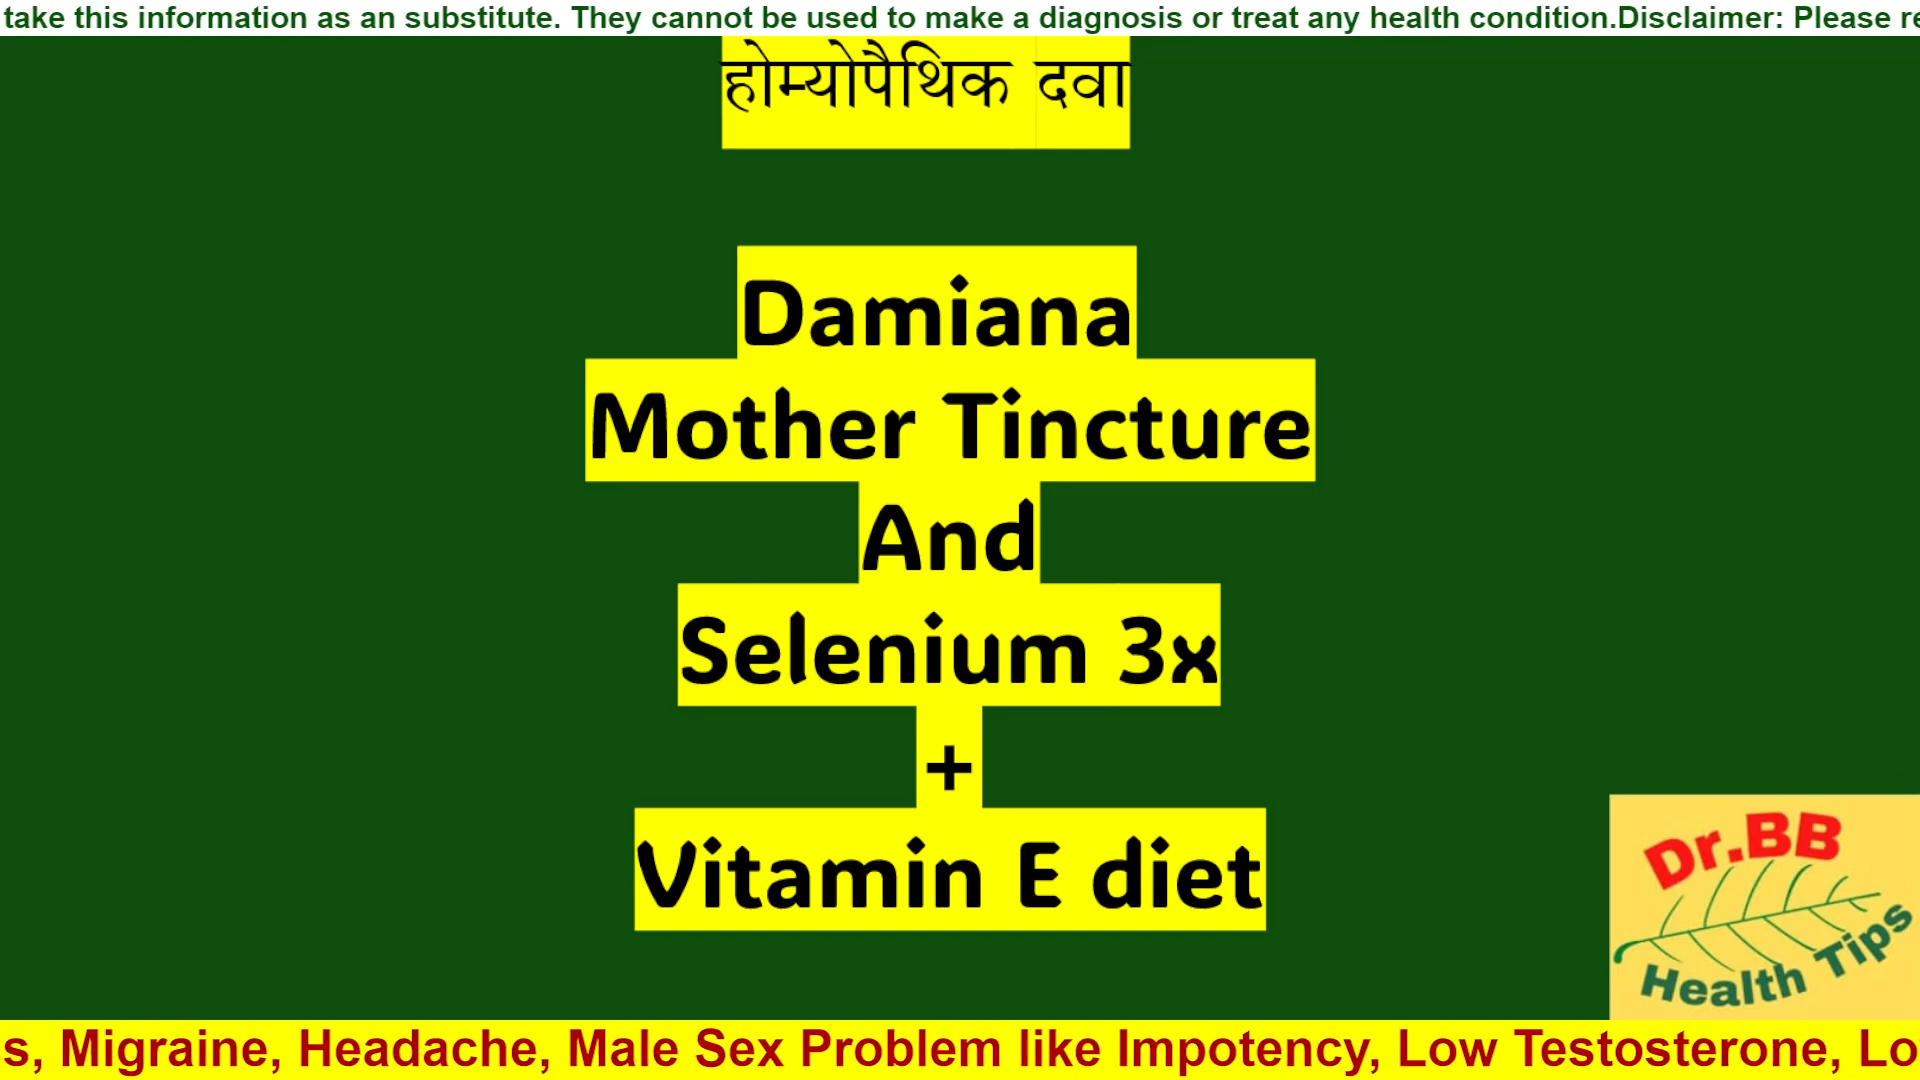 take this information as an substitute. They cannot be used to make a diagnosis or treat any health condition.Disclaimer: Please
होम्योपैथिक दवा
Damiana
Mother Tincture
And
Selenium 3x
+
Vitamin E diet
Dr.BB
Health Tips
s, Migraine, Headache, Male Sex Problem like Impotency, Low Testosterone, Lo